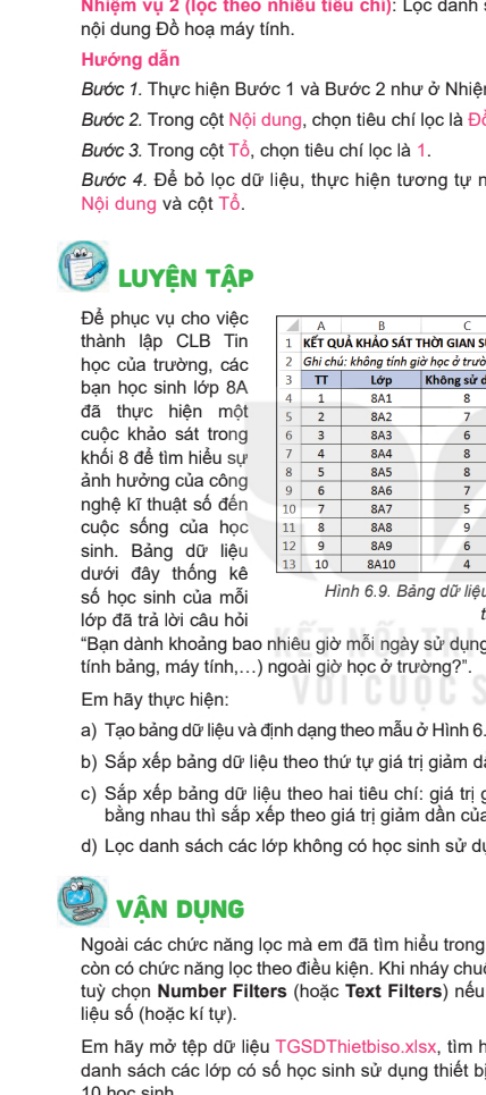 Nhiệm vụ 2 (lọc theo nhiều tiêu chí): Lọc danh
nội dung Đồ hoạ máy tính.
Hướng dẫn
Bước 1. Thực hiện Bước 1 và Bước 2 như ở
Bước 2. Trong cột Nội dung, chọn tiêu chí lọc là
Bước 3. Trong cột Tổ, chọn tiêu chí lọc là 1.
Bước 4. Để bỏ lọc dữ liệu, thực hiện tương tự
Nội dung và cột Tổ.
LUYỆN TẬP
Để phục vụ cho việc
thành lập CLB Tin
học của trường, các
bạn học sinh lớp 8A
đã thực hiện một
cuộc khảo sát trong
khối 8 để tìm hiểu sự
ảnh hưởng của công
nghệ kĩ thuật số đến
cuộc sống của học
sinh. Bảng dữ liệu
dưới đây thống kê
số học sinh của mỗi
lớp đã trả lời câu hỏi
A B C
1 KẾT QUẢ KHẢO SÁT THỜI GIAN
2 Ghi chú: không tính giờ học ở
3 TT Lớp Không sử
4 1 8A1 8
5 2 8A2 7
6 3 8A3 6
7 4 8A4 8
8 5 8A5 8
9 6 8A6 7
10 7 8A7 5
11 8 8A8 9
12 9 8A9 6
13 10 8A10 4
Hình 6.9. Bảng dữ liệu
KẾT NỐI TRI
"Bạn dành khoảng bao nhiêu giờ mỗi ngày sử dụng
tính bảng, máy tính,...) ngoài giờ học ở trường?".
VỚI CUỘC S
Em hãy thực hiện:
a) Tạo bảng dữ liệu và định dạng theo mẫu ở Hình 6.
b) Sắp xếp bảng dữ liệu theo thứ tự giá trị giảm
c) Sắp xếp bảng dữ liệu theo hai tiêu chí: giá trị
bằng nhau thì sắp xếp theo giá trị giảm dần của
d) Lọc danh sách các lớp không có học sinh sử
VẬN DỤNG
Ngoài các chức năng lọc mà em đã tìm hiểu trong
còn có chức năng lọc theo điều kiện. Khi nháy
tuỳ chọn Number Filters (hoặc Text Filters) nếu
liệu số (hoặc kí tự).
Em hãy mở tệp dữ liệu TGSDThietbiso.xlsx, tìm
danh sách các lớp có số học sinh sử dụng thiết bị
10 học sinh